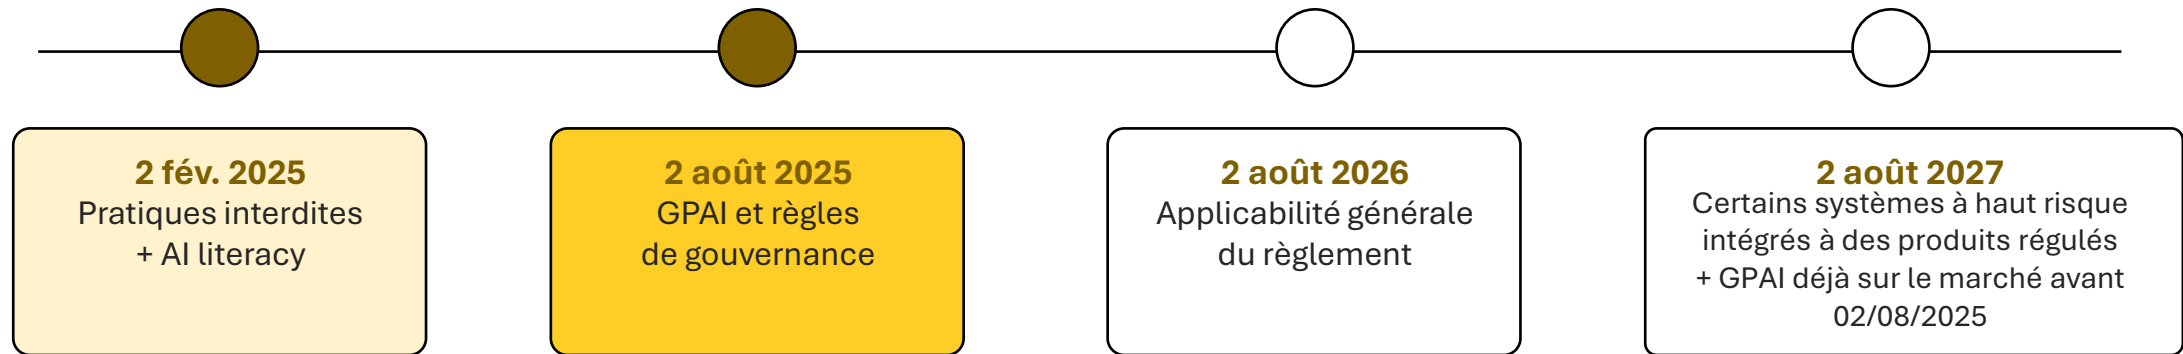 2 fév. 2025
Pratiques interdites
+ AI literacy
2 août 2025
GPAI et règles
de gouvernance
2 août 2026
Applicabilité générale
du règlement
2 août 2027
Certains systèmes à haut risque
intégrés à des produits régulés
+ GPAI déjà sur le marché avant
02/08/2025